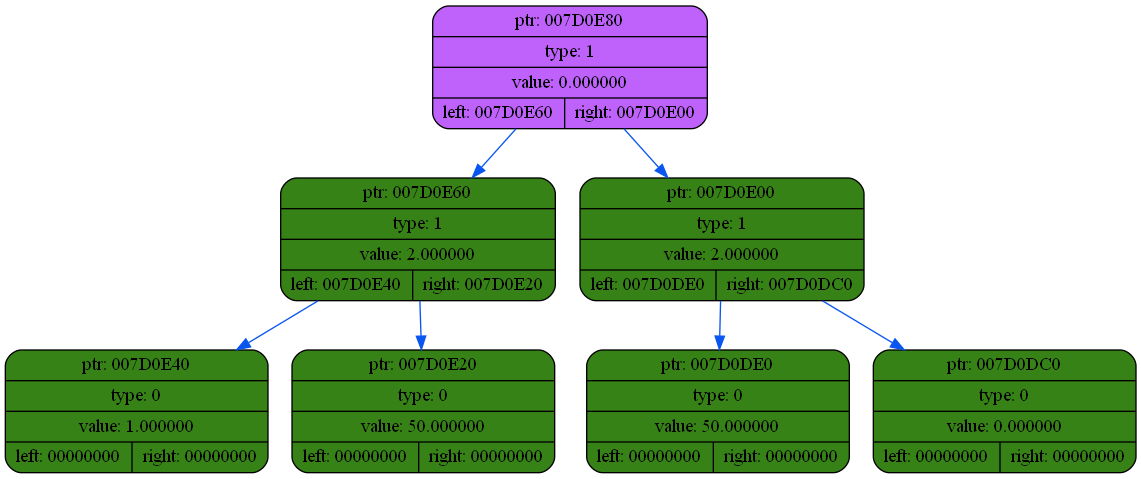 ptr: 007D0E80
type: 1
value: 0.000000
left: 007D0E60 right: 007D0E00
ptr: 007D0E60
type: 1
value: 2.000000
left: 007D0E40 right: 007D0E20
ptr: 007D0E00
type: 1
value: 2.000000
left: 007D0DE0 right: 007D0DC0
ptr: 007D0E40
type: 0
value: 1.000000
left: 00000000 right: 00000000
ptr: 007D0E20
type: 0
value: 50.000000
left: 00000000 right: 00000000
ptr: 007D0DE0
type: 0
value: 50.000000
left: 00000000 right: 00000000
ptr: 007D0DC0
type: 0
value: 0.000000
left: 00000000 right: 00000000